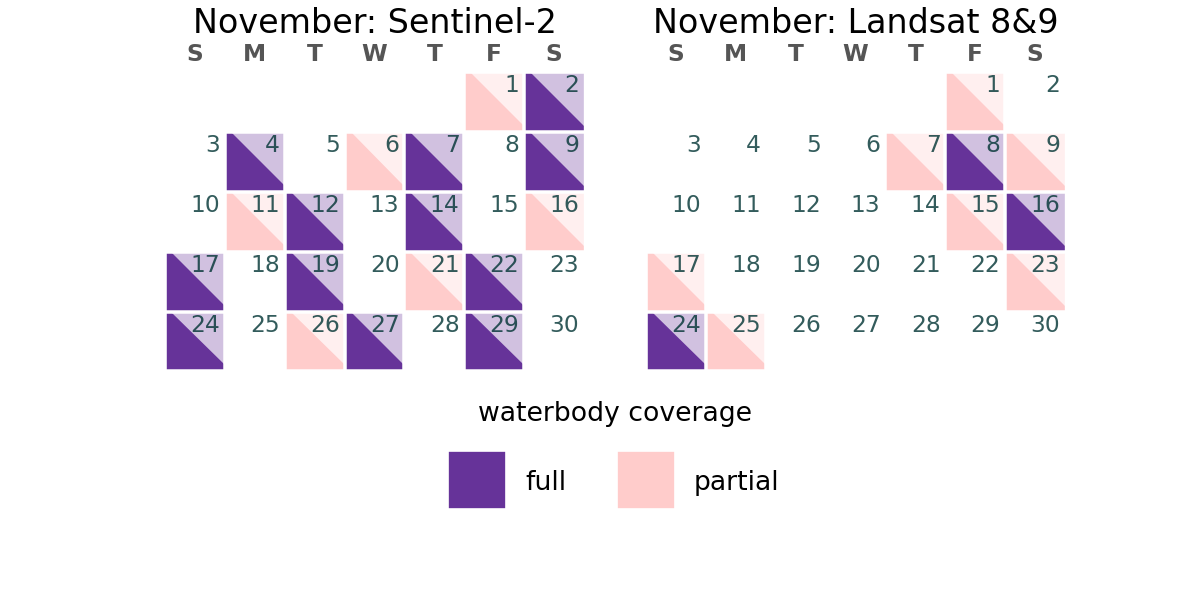 November: Sentinel-2
S M T W T F S
1 2
3 4 5 6 7 8 9
10 11 12 13 14 15 16
17 18 19 20 21 22 23
24 25 26 27 28 29 30
November: Landsat 8&9
S M T W T F S
1 2
3 4 5 6 7 8 9
10 11 12 13 14 15 16
17 18 19 20 21 22 23
24 25 26 27 28 29 30
waterbody coverage
full partial